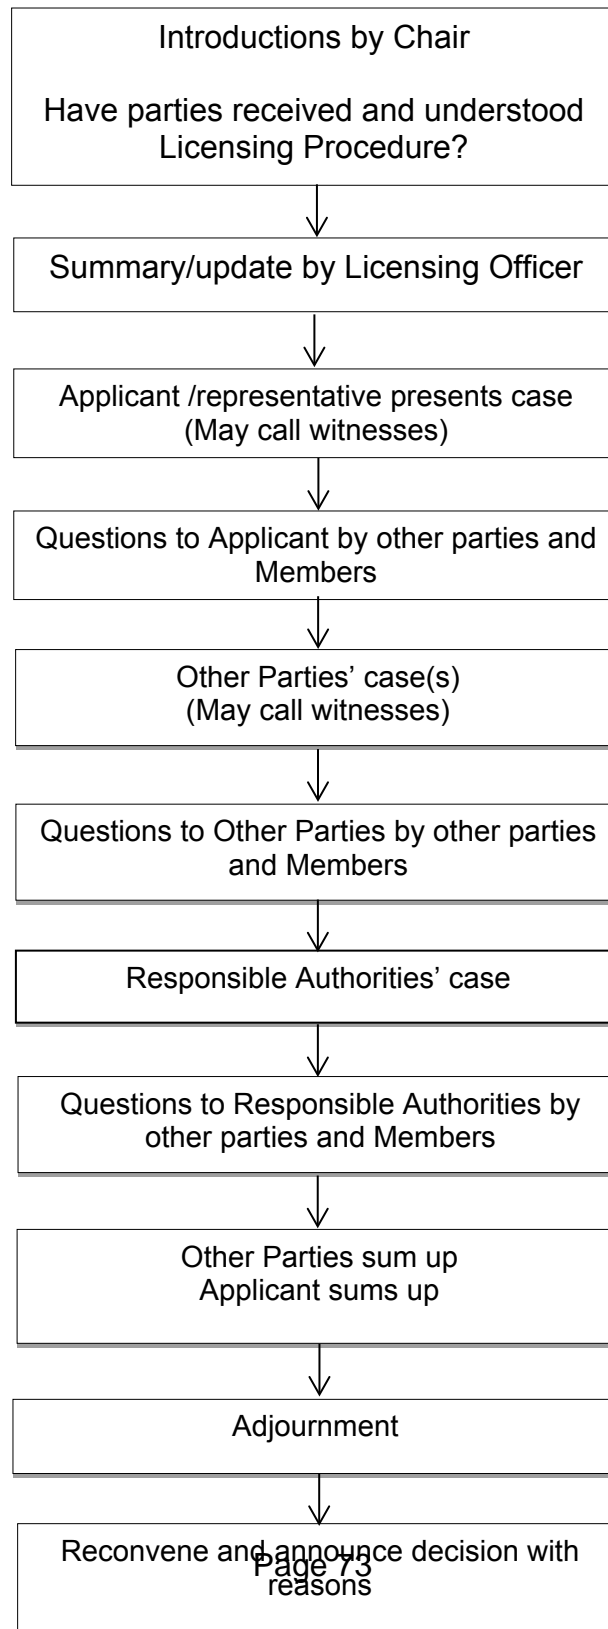 Introductions by Chair
Have parties received and understood
Licensing Procedure?
Summary/update by Licensing Officer
Applicant /representative presents case
(May call witnesses)
Questions to Applicant by other parties and
Members
Other Parties’ case(s)
(May call witnesses)
Questions to Other Parties by other parties
and Members
Responsible Authorities’ case
Questions to Responsible Authorities by
other parties and Members
Other Parties sum up
Applicant sums up
Adjournment
Reconvene and announce decision with
reasons
Page 73